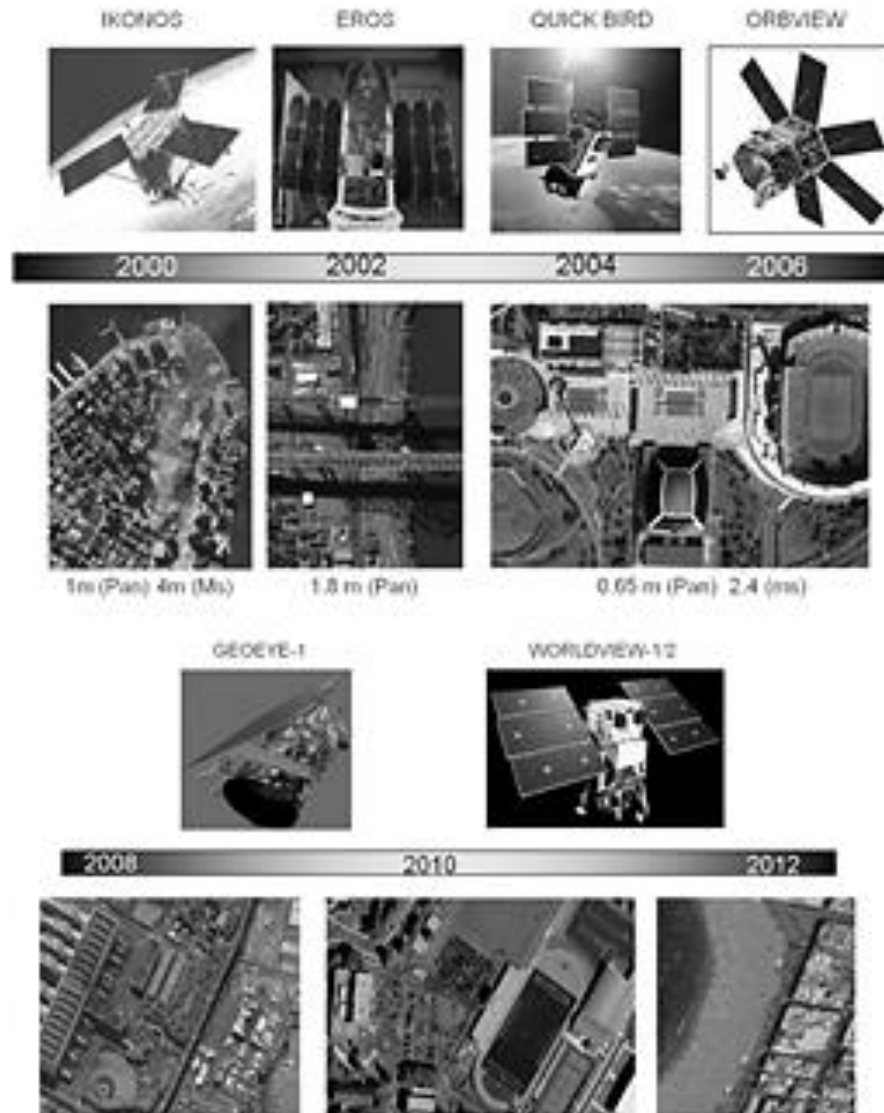 IKONOS EROS QUICK BIRD ORBVIEW
2000 2002 2004 2006
1m (Pan) 4m (Ms) 1.8 m (Pan) 0.65 m (Pan) 2.4 (ms)
GEOEYE-1 WORLDVIEW-1/2
2008 2010 2012